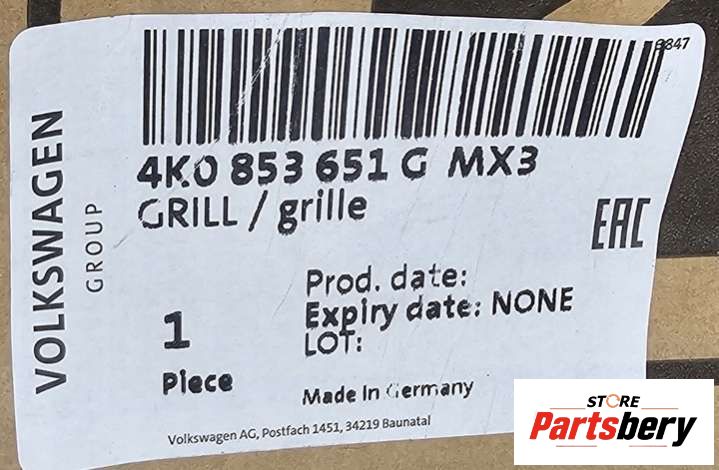 3847
4K0 853 651 G MX3
GRILL / grille
EAC
VOLKSWAGEN
GROUP
Prod. date:
Expiry date: NONE
LOT:
1
Piece
Made In Germany
Volkswagen AG, Postfach 1451, 34219 Baunatal
STORE
Partsbery